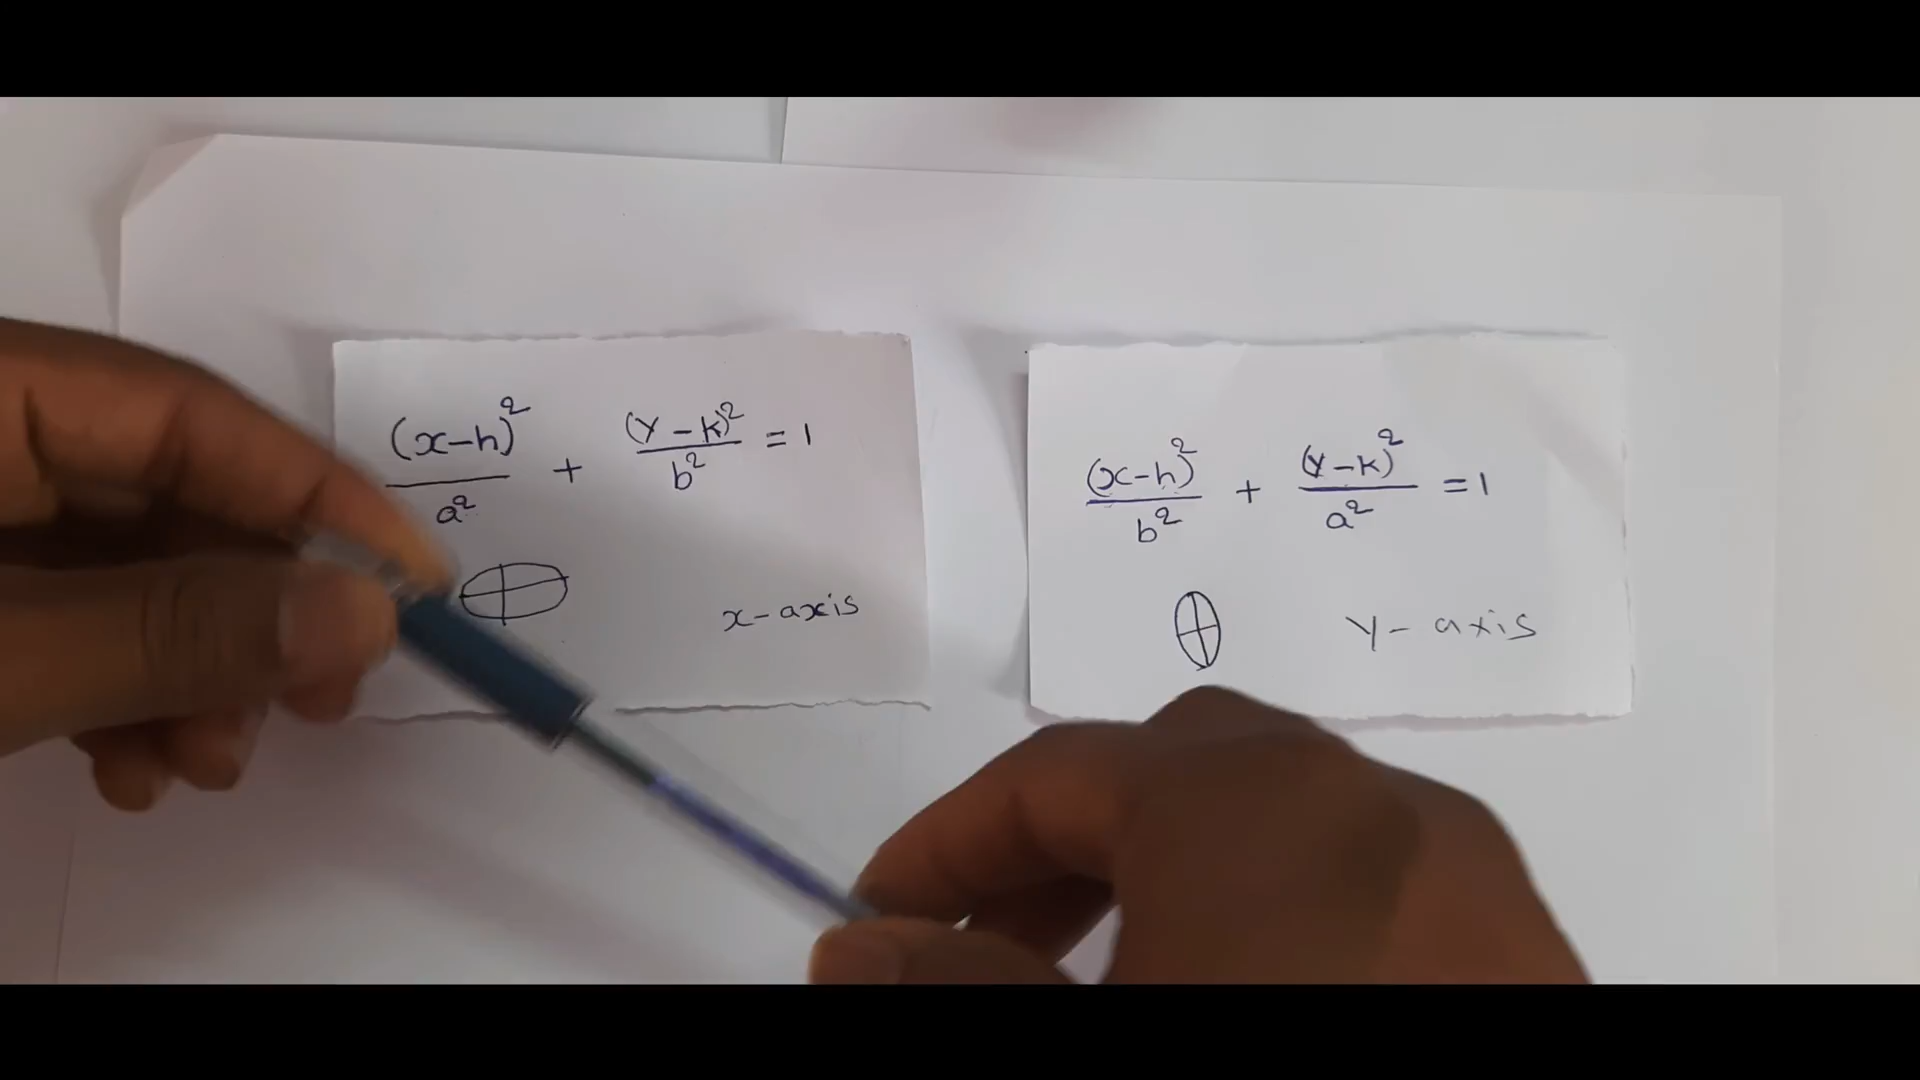 (x-h)²/a² + (y-k)²/b² = 1
x-axis
(x-h)²/b² + (y-k)²/a² = 1
y-axis